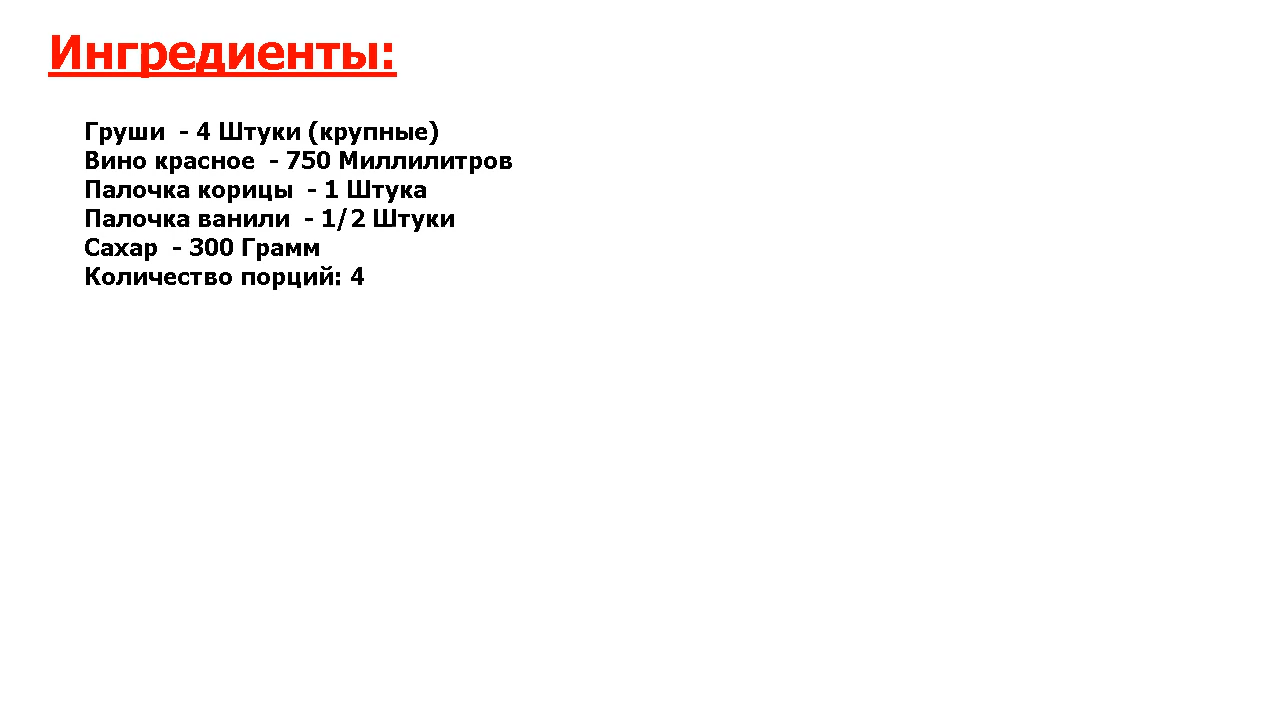 Ингредиенты:
Груши  - 4 Штуки (крупные)
Вино красное  - 750 Миллилитров
Палочка корицы  - 1 Штука
Палочка ванили  - 1/2 Штуки
Сахар  - 300 Грамм
Количество порций: 4